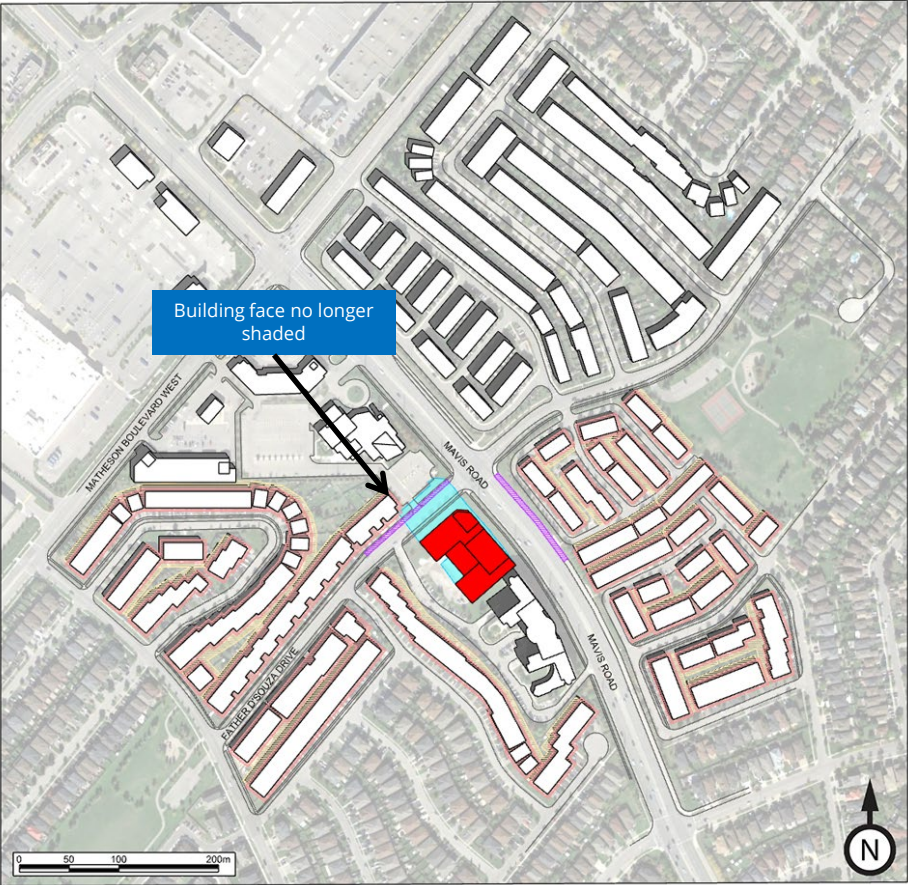 Building face no longer
shaded
MATHESON BOULEVARD WEST
MAVIS ROAD
MAVIS ROAD
FATHER D'SOUZA DRIVE
0 50 100 200m
N